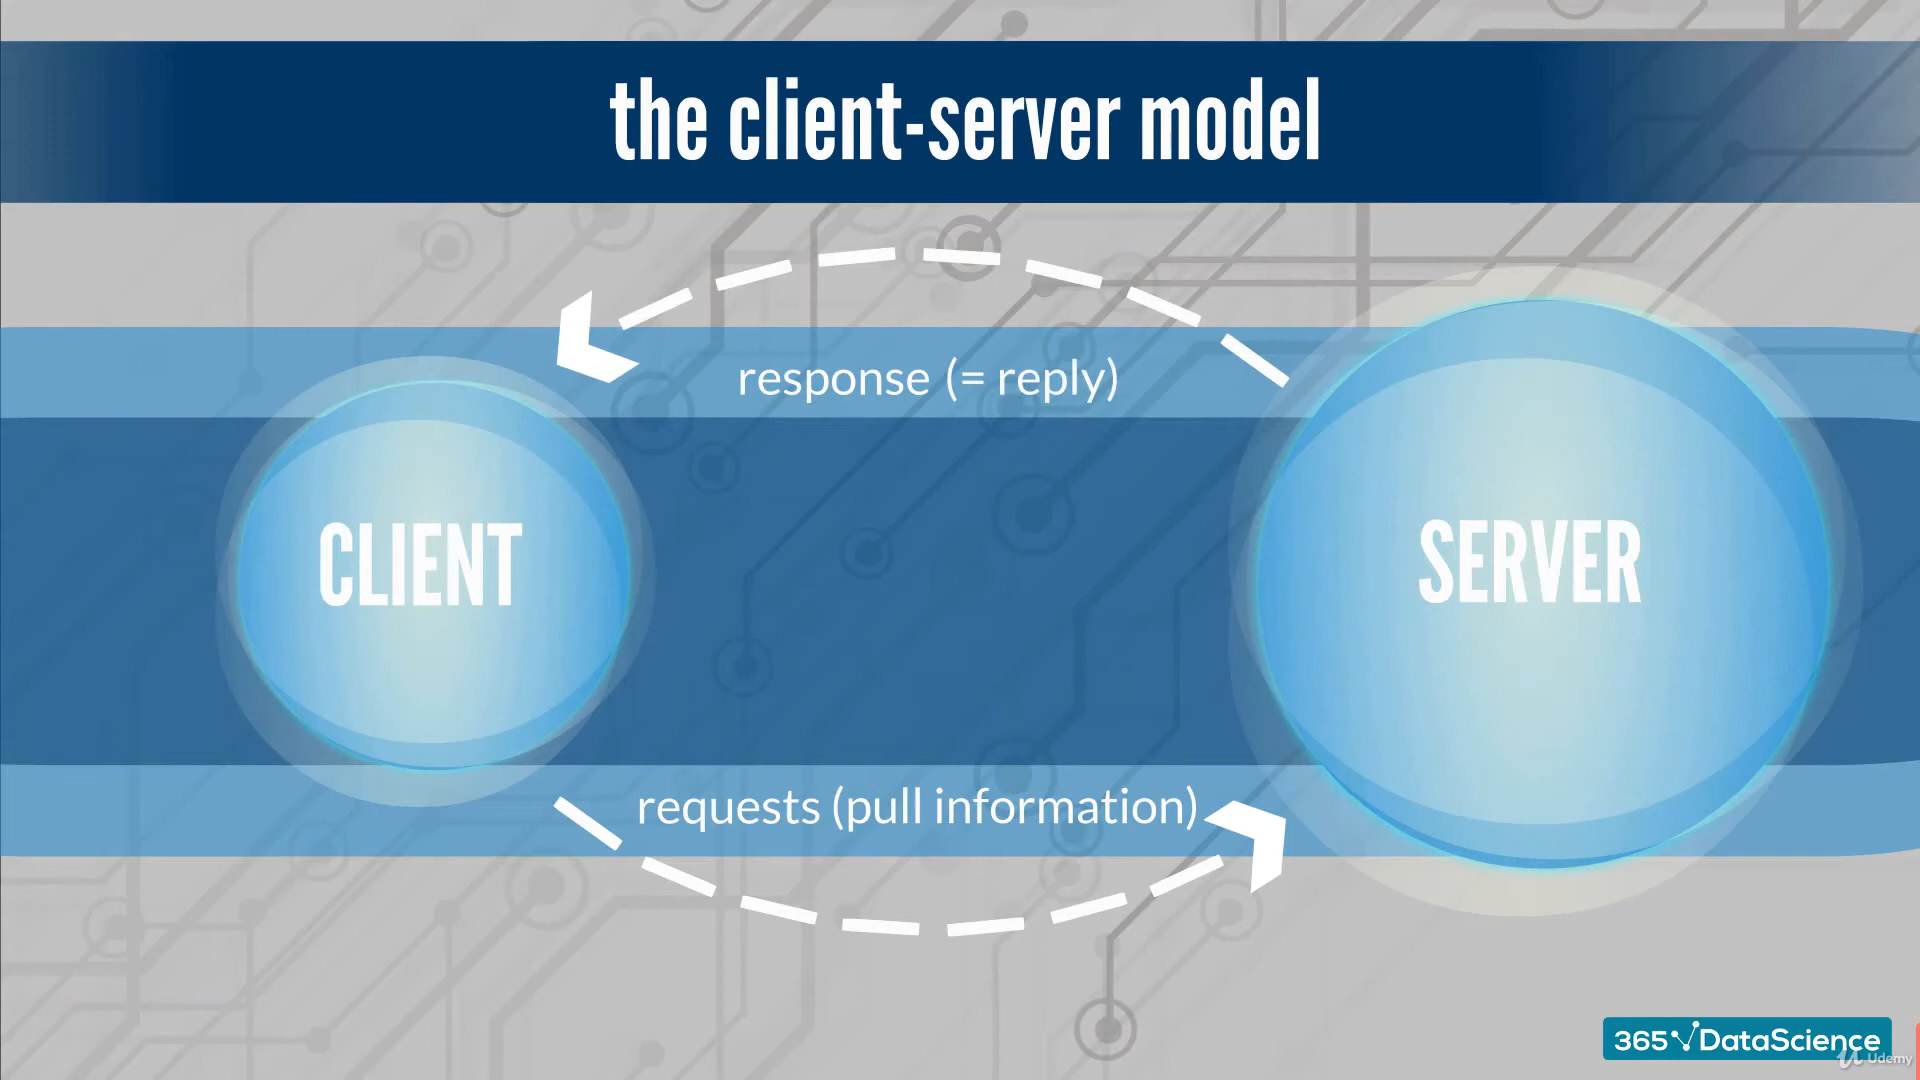 the client-server model
response (= reply)
CLIENT
SERVER
requests (pull information)
365 DataScience
Udemy